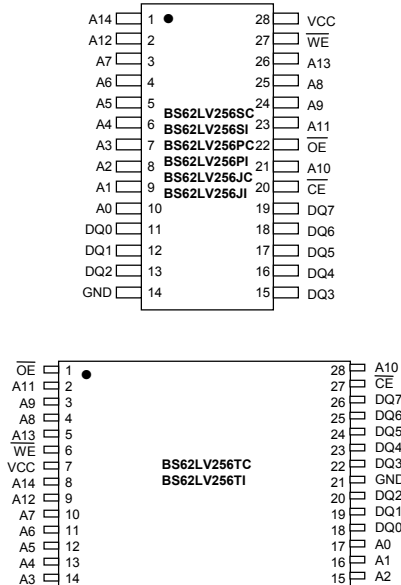 A14 1 28 VCC
A12 2 27 WE
A7 3 26 A13
A6 4 25 A8
A5 5 24 A9
A4 6 23 A11
A3 7 22 OE
A2 8 21 A10
A1 9 20 CE
A0 10 19 DQ7
DQ0 11 18 DQ6
DQ1 12 17 DQ5
DQ2 13 16 DQ4
GND 14 15 DQ3
BS62LV256SC
BS62LV256SI
BS62LV256PC
BS62LV256PI
BS62LV256JC
BS62LV256JI
OE 1 28 A10
A11 2 27 CE
A9 3 26 DQ7
A8 4 25 DQ6
A13 5 24 DQ5
WE 6 23 DQ4
VCC 7 22 DQ3
A14 8 21 GND
A12 9 20 DQ2
A7 10 19 DQ1
A6 11 18 DQ0
A5 12 17 A0
A4 13 16 A1
A3 14 15 A2
BS62LV256TC
BS62LV256TI